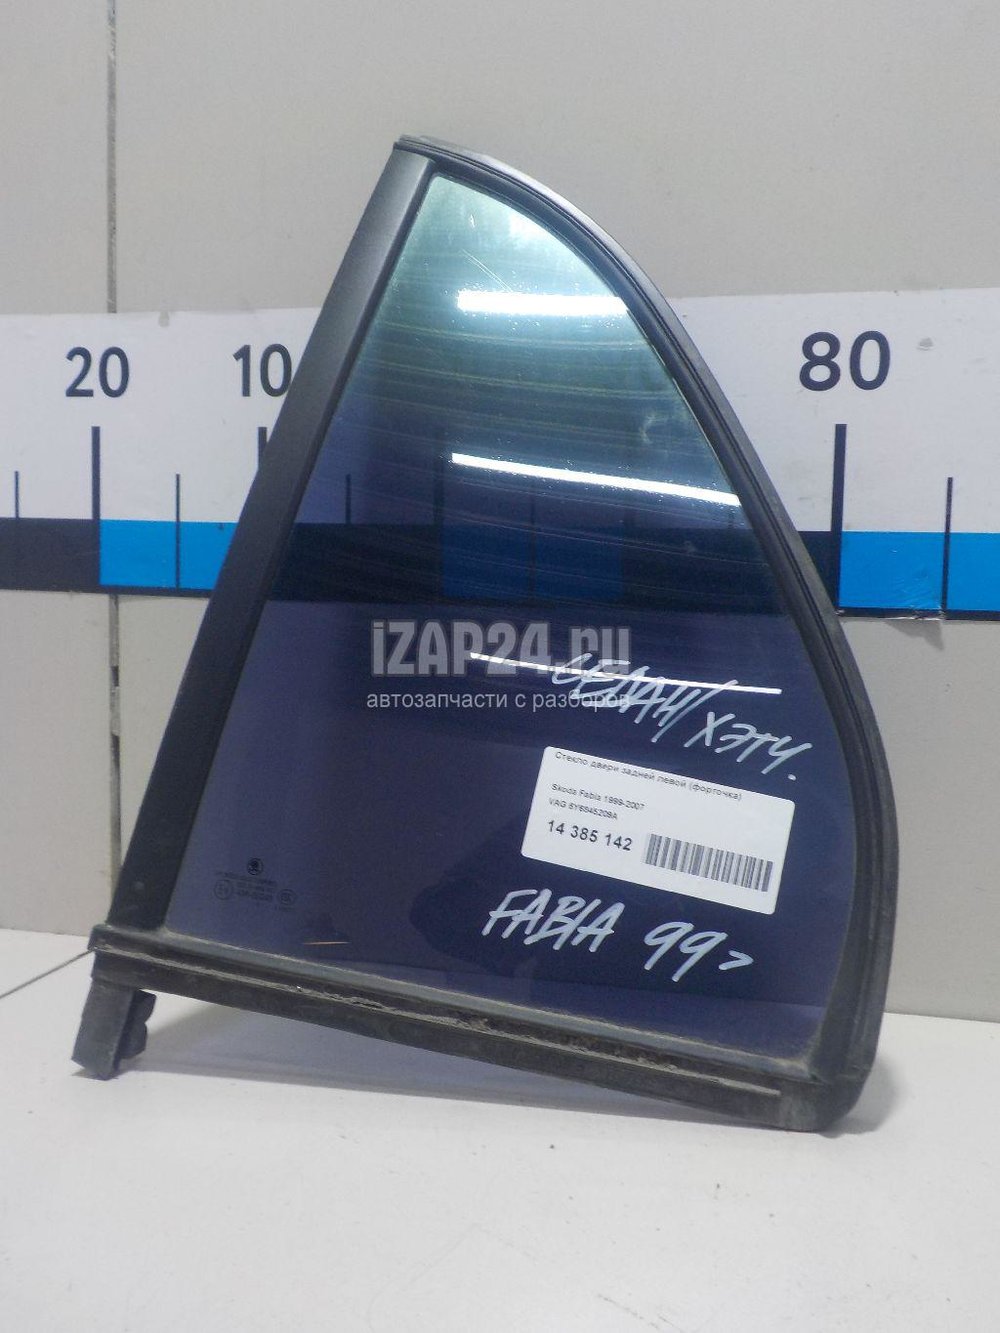 20
10
80
iZAP24.ru
автозапчасти с разборов
СЕДАН/ХЭТЧ.
Стекло двери задней левой (форточка)
Skoda Fabia 1999-2007
VAG 6Y6845209A
14 385 142
FABIA 99>